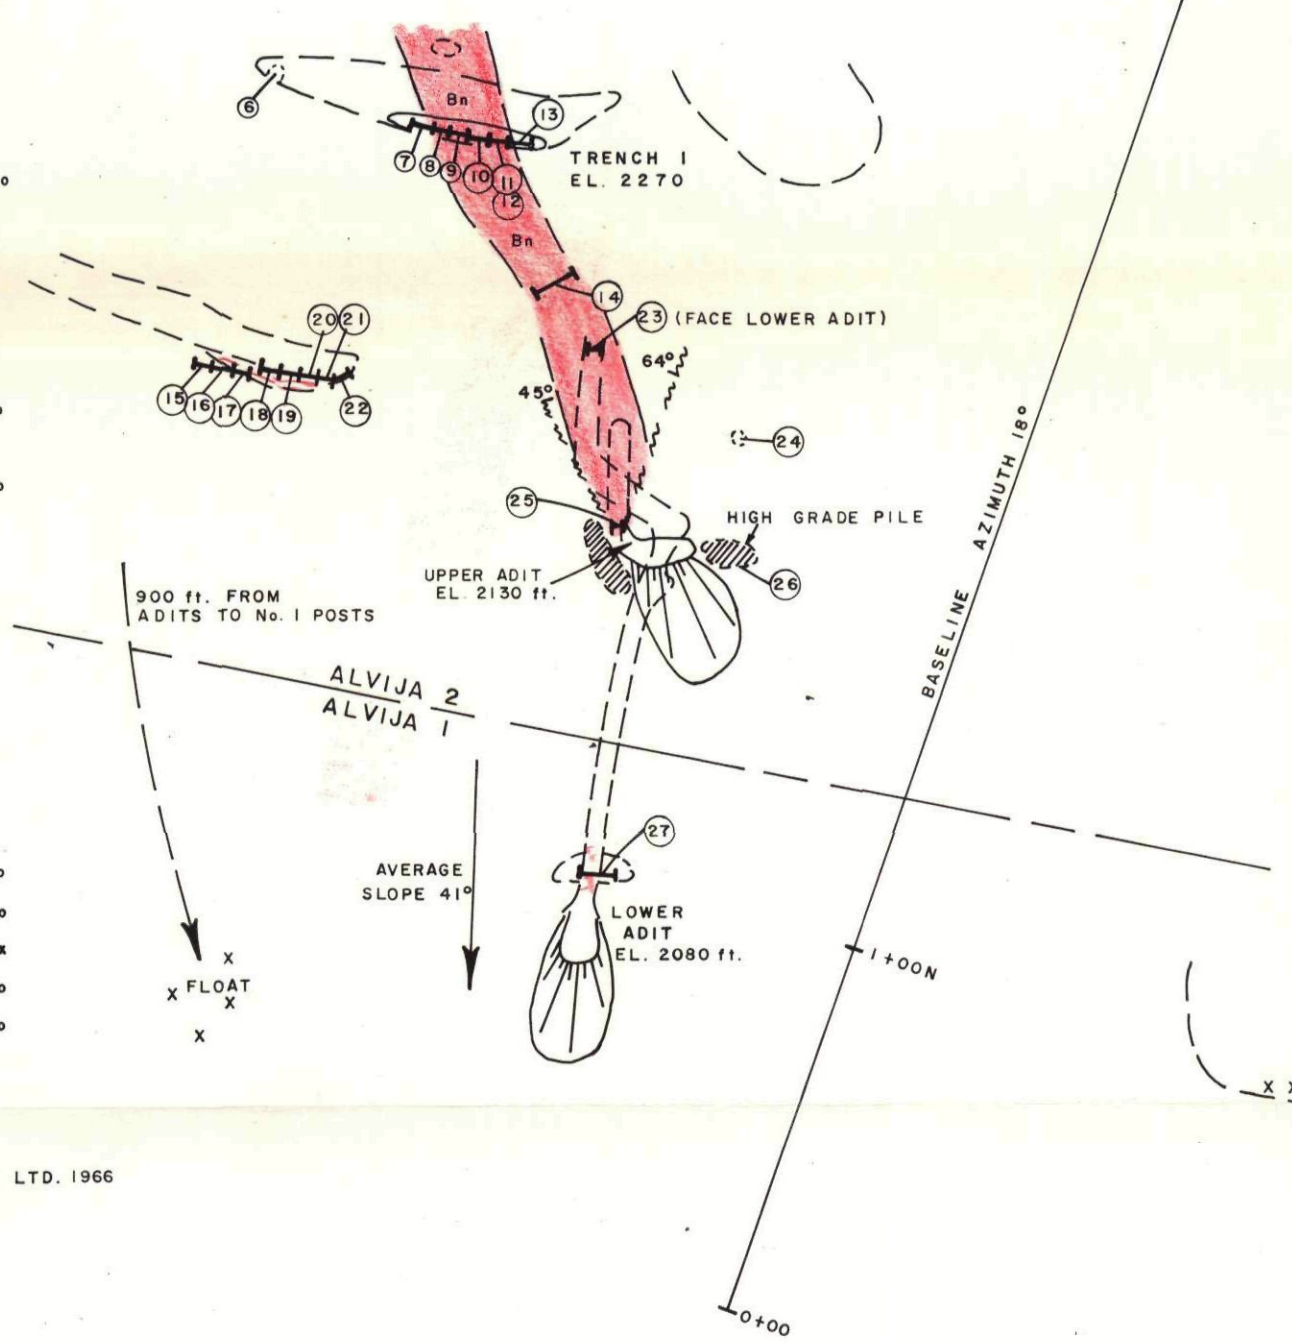 Bn
6
13
7
8
9
10
11
12
TRENCH 1
EL. 2270
Bn
14
23 (FACE LOWER ADIT)
64°
45°
20
21
15
16
17
18
19
22
24
25
HIGH GRADE PILE
26
UPPER ADIT
EL. 2130 ft.
900 ft. FROM
ADITS TO No. 1 POSTS
BASELINE AZIMUTH 18°
ALVIJA 2
ALVIJA 1
27
AVERAGE
SLOPE 41°
LOWER
ADIT
EL. 2080 ft.
1+00N
x
x FLOAT
x
x
x x
LTD. 1966
0+00